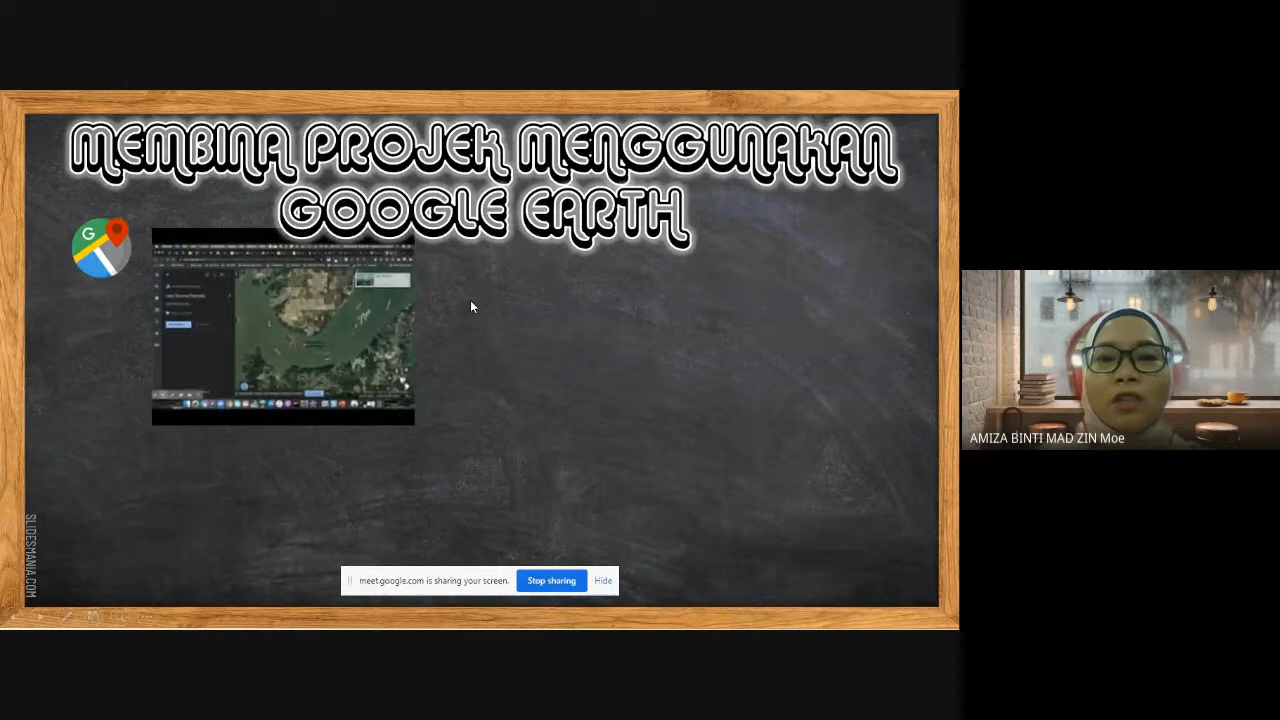 MEMBINA PROJEK MENGGUNAKAN
GOOGLE EARTH
G
SLIDESMANIA.COM
meet.google.com is sharing your screen.
Stop sharing
Hide
AMIZA BINTI MAD ZIN Moe